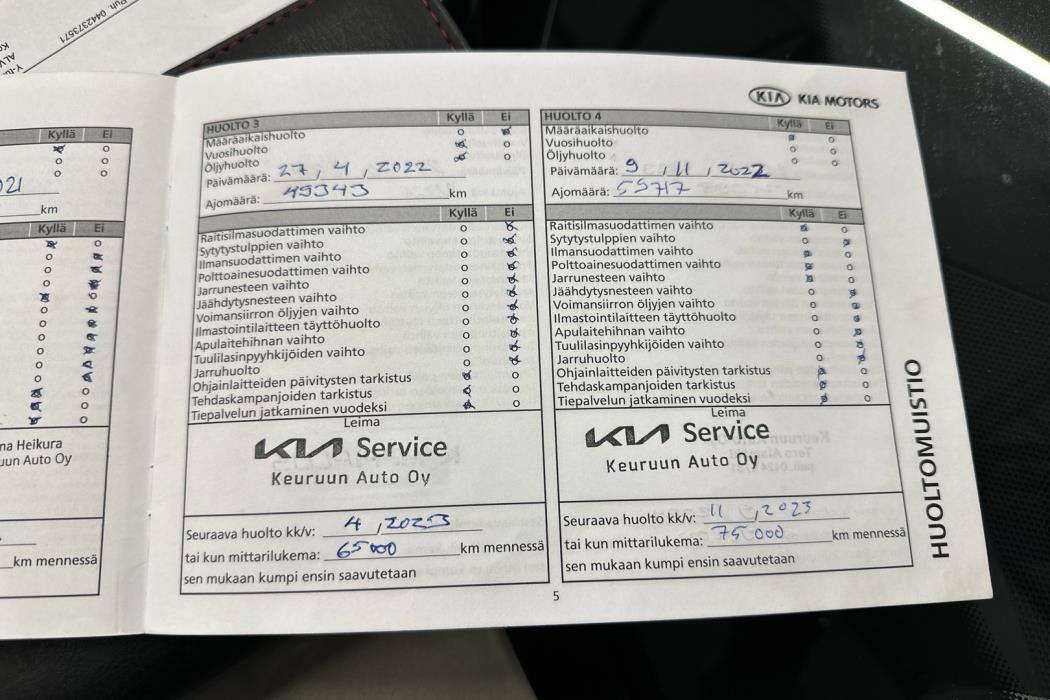 Puh. 042373571
Kyllä Ei
021
km
Kyllä Ei
na Heikura
uun Auto Oy
km mennessä
KIA KIA MOTORS
HUOLTO 3 Kyllä Ei
Määräaikaishuolto
Vuosihuolto
Öljyhuolto
Päivämäärä: 27, 4, 2022
Ajomäärä: 49343 km
Kyllä Ei
Raitisilmasuodattimen vaihto
Sytytystulppien vaihto
Ilmansuodattimen vaihto
Polttoainesuodattimen vaihto
Jarrunesteen vaihto
Jäähdytysnesteen vaihto
Voimansiirron öljyjen vaihto
Ilmastointilaitteen täyttöhuolto
Apulaitehihnan vaihto
Tuulilasinpyyhkijöiden vaihto
Jarruhuolto
Ohjainlaitteiden päivitysten tarkistus
Tehdaskampanjoiden tarkistus
Tiepalvelun jatkaminen vuodeksi
Leima
KIA Service
Keuruun Auto Oy
Seuraava huolto kk/v: 4, 2023
tai kun mittarilukema: 65000 km mennessä
sen mukaan kumpi ensin saavutetaan
HUOLTO 4 Kyllä Ei
Määräaikaishuolto
Vuosihuolto
Öljyhuolto
Päivämäärä: 9, 11, 2022
Ajomäärä: 55717 km
Kyllä Ei
Raitisilmasuodattimen vaihto
Sytytystulppien vaihto
Ilmansuodattimen vaihto
Polttoainesuodattimen vaihto
Jarrunesteen vaihto
Jäähdytysnesteen vaihto
Voimansiirron öljyjen vaihto
Ilmastointilaitteen täyttöhuolto
Apulaitehihnan vaihto
Tuulilasinpyyhkijöiden vaihto
Jarruhuolto
Ohjainlaitteiden päivitysten tarkistus
Tehdaskampanjoiden tarkistus
Tiepalvelun jatkaminen vuodeksi
Leima
KIA Service
Keuruun Auto Oy
Seuraava huolto kk/v: 11, 2023
tai kun mittarilukema: 75000 km mennessä
sen mukaan kumpi ensin saavutetaan
HUOLTOMUISTIO
5